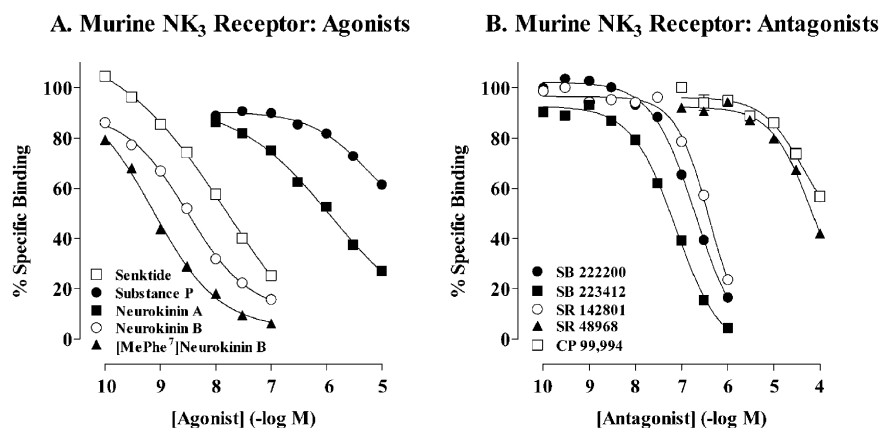 A. Murine NK3 Receptor: Agonists
% Specific Binding
100
80
60
40
20
0
Senktide
Substance P
Neurokinin A
Neurokinin B
[MePhe7]Neurokinin B
10 9 8 7 6 5
[Agonist] (-log M)
B. Murine NK3 Receptor: Antagonists
% Specific Binding
100
80
60
40
20
0
SB 222200
SB 223412
SR 142801
SR 48968
CP 99,994
10 9 8 7 6 5 4
[Antagonist] (-log M)